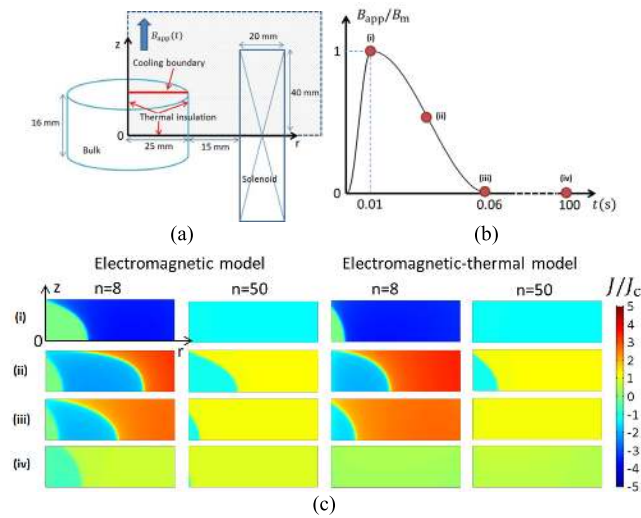 B_app(t)
z
Cooling boundary
Thermal insulation
0
r
16 mm
Bulk
25 mm
15 mm
20 mm
40 mm
Solenoid
(a)
B_app/B_m
1
(i)
(ii)
(iii)
(iv)
0
0.01
0.06
100
t(s)
(b)
Electromagnetic model
Electromagnetic-thermal model
J/J_c
z
n=8
n=50
n=8
n=50
(i)
0
r
(ii)
(iii)
(iv)
5
4
3
2
1
0
-1
-2
-3
-4
-5
(c)